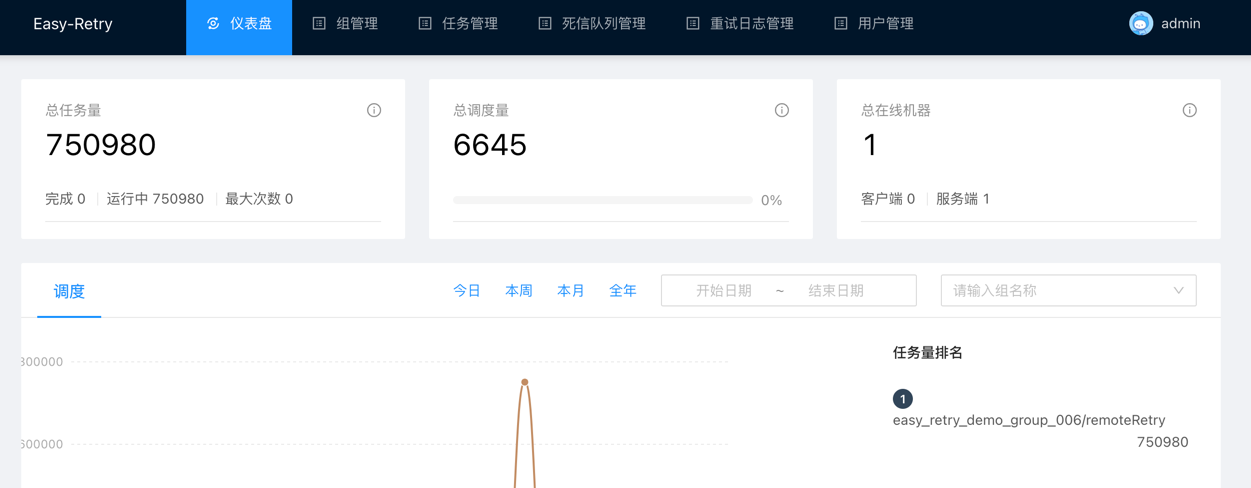 Easy-Retry 仪表盘 组管理 任务管理 死信队列管理 重试日志管理 用户管理 admin
总任务量 总调度量 总在线机器
750980 6645 1
完成 0 运行中 750980 最大次数 0 0% 客户端 0 服务端 1
调度 今日 本周 本月 全年 开始日期 ~ 结束日期 请输入组名称
任务量排名
1
easy_retry_demo_group_006/remoteRetry
750980